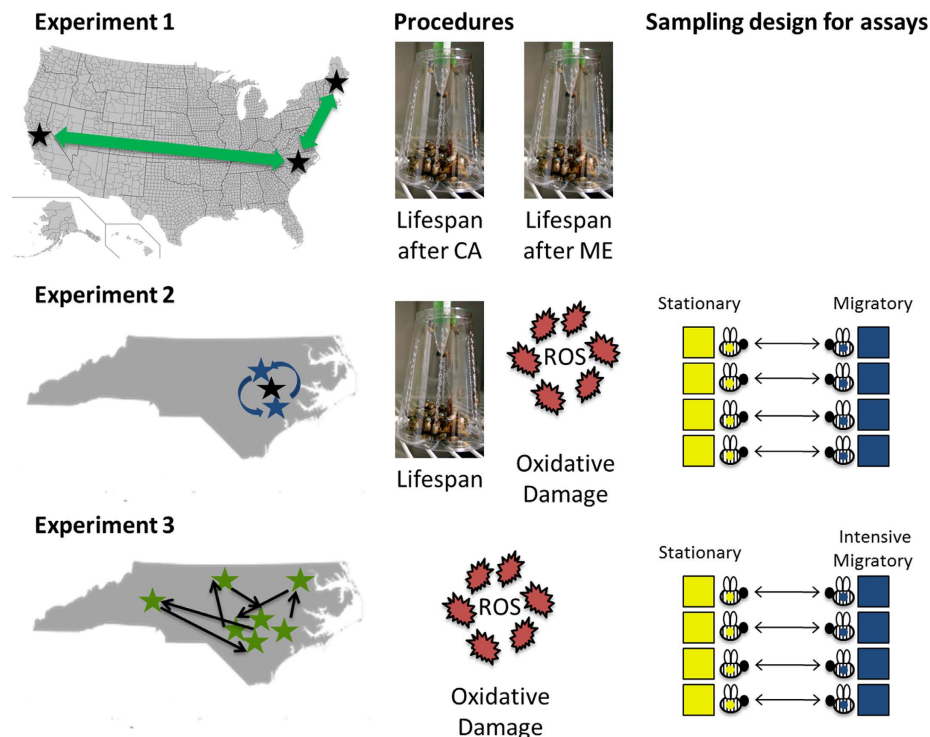 Experiment 1
Procedures
Sampling design for assays
Lifespan
after CA
Lifespan
after ME
Experiment 2
ROS
Lifespan
Oxidative
Damage
Stationary
Migratory
Experiment 3
ROS
Oxidative
Damage
Stationary
Intensive
Migratory